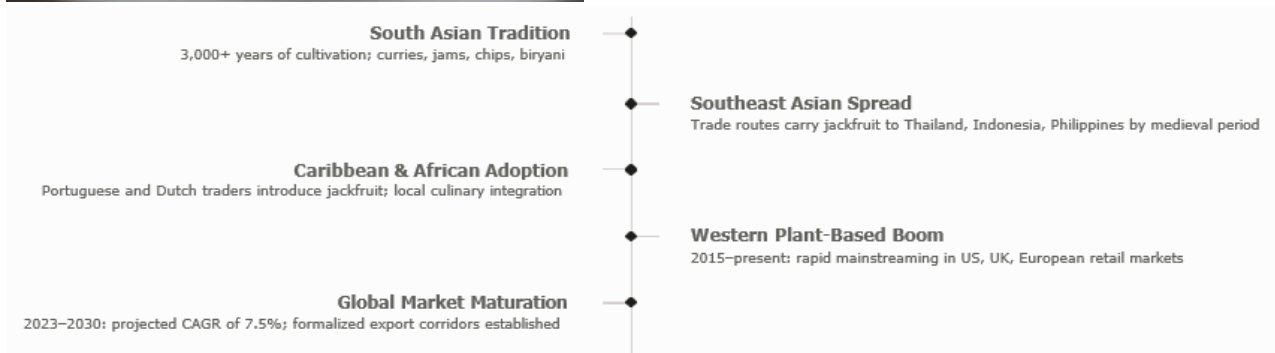 South Asian Tradition
3,000+ years of cultivation; curries, jams, chips, biryani
Southeast Asian Spread
Trade routes carry jackfruit to Thailand, Indonesia, Philippines by medieval period
Caribbean & African Adoption
Portuguese and Dutch traders introduce jackfruit; local culinary integration
Western Plant-Based Boom
2015–present: rapid mainstreaming in US, UK, European retail markets
Global Market Maturation
2023–2030: projected CAGR of 7.5%; formalized export corridors established